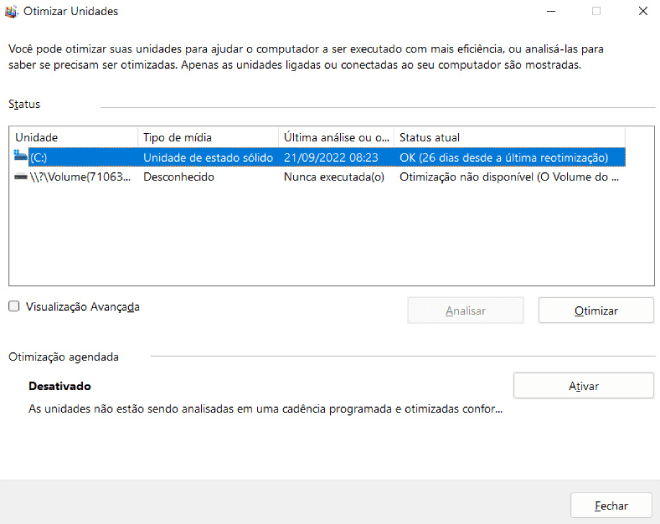 Otimizar Unidades
Você pode otimizar suas unidades para ajudar o computador a ser executado com mais eficiência, ou analisá-las para
saber se precisam ser otimizadas. Apenas as unidades ligadas ou conectadas ao seu computador são mostradas.
Status
Unidade Tipo de mídia Última análise ou o... Status atual
(C:) Unidade de estado sólido 21/09/2022 08:23 OK (26 dias desde a última reotimização)
\\?\Volume{71063... Desconhecido Nunca executada(o) Otimização não disponível (O Volume do ...
Visualização Avançada
Analisar Otimizar
Otimização agendada
Desativado Ativar
As unidades não estão sendo analisadas em uma cadência programada e otimizadas confor...
Fechar